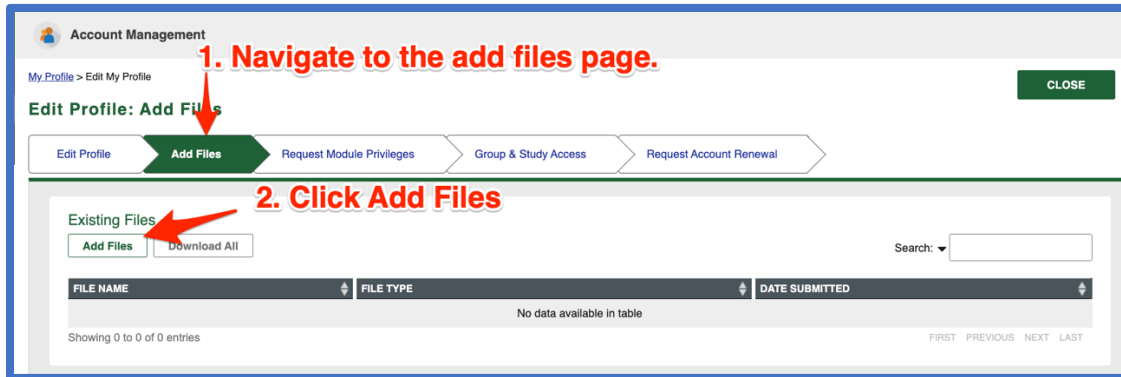 Account Management
1. Navigate to the add files page.
My Profile > Edit My Profile
CLOSE
Edit Profile: Add Files
Edit Profile
Add Files
Request Module Privileges
Group & Study Access
Request Account Renewal
2. Click Add Files
Existing Files
Add Files
Download All
Search:
FILE NAME
FILE TYPE
DATE SUBMITTED
No data available in table
Showing 0 to 0 of 0 entries
FIRST PREVIOUS NEXT LAST